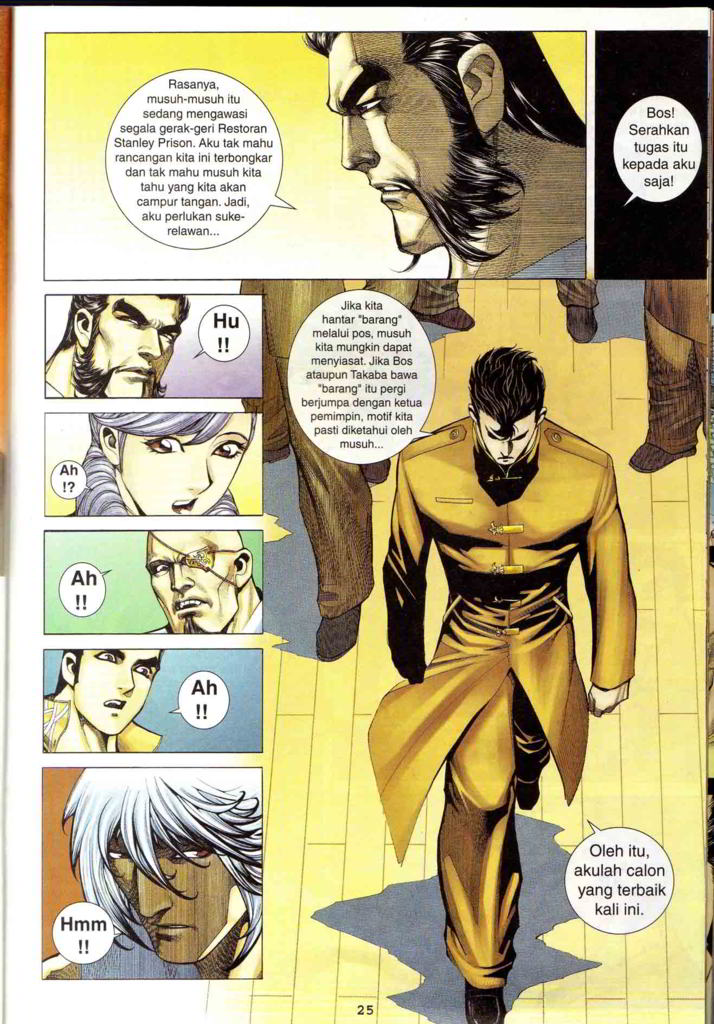 Rasanya,
musuh-musuh itu
sedang mengawasi
segala gerak-geri Restoran
Stanley Prison. Aku tak mahu
rancangan kita ini terbongkar
dan tak mahu musuh kita
tahu yang kita akan
campur tangan. Jadi,
aku perlukan suke-
relawan...
Bos!
Serahkan
tugas itu
kepada aku
saja!
Hu
!!
Jika kita
hantar "barang"
melalui pos, musuh
kita mungkin dapat
menyiasat. Jika Bos
ataupun Takaba bawa
"barang" itu pergi
berjumpa dengan ketua
pemimpin, motif kita
pasti diketahui oleh
musuh...
Ah
!?
Ah
!!
Ah
!!
Hmm
!!
Oleh itu,
akulah calon
yang terbaik
kali ini.
25